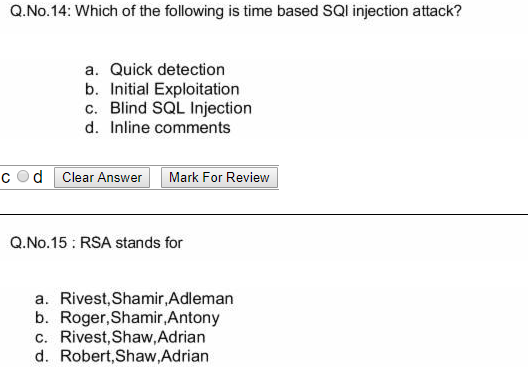 Q.No.14: Which of the following is time based SQl injection attack?
a. Quick detection
b. Initial Exploitation
c. Blind SQL Injection
d. Inline comments
c d Clear Answer Mark For Review
Q.No.15 : RSA stands for
a. Rivest,Shamir,Adleman
b. Roger,Shamir,Antony
c. Rivest,Shaw,Adrian
d. Robert,Shaw,Adrian